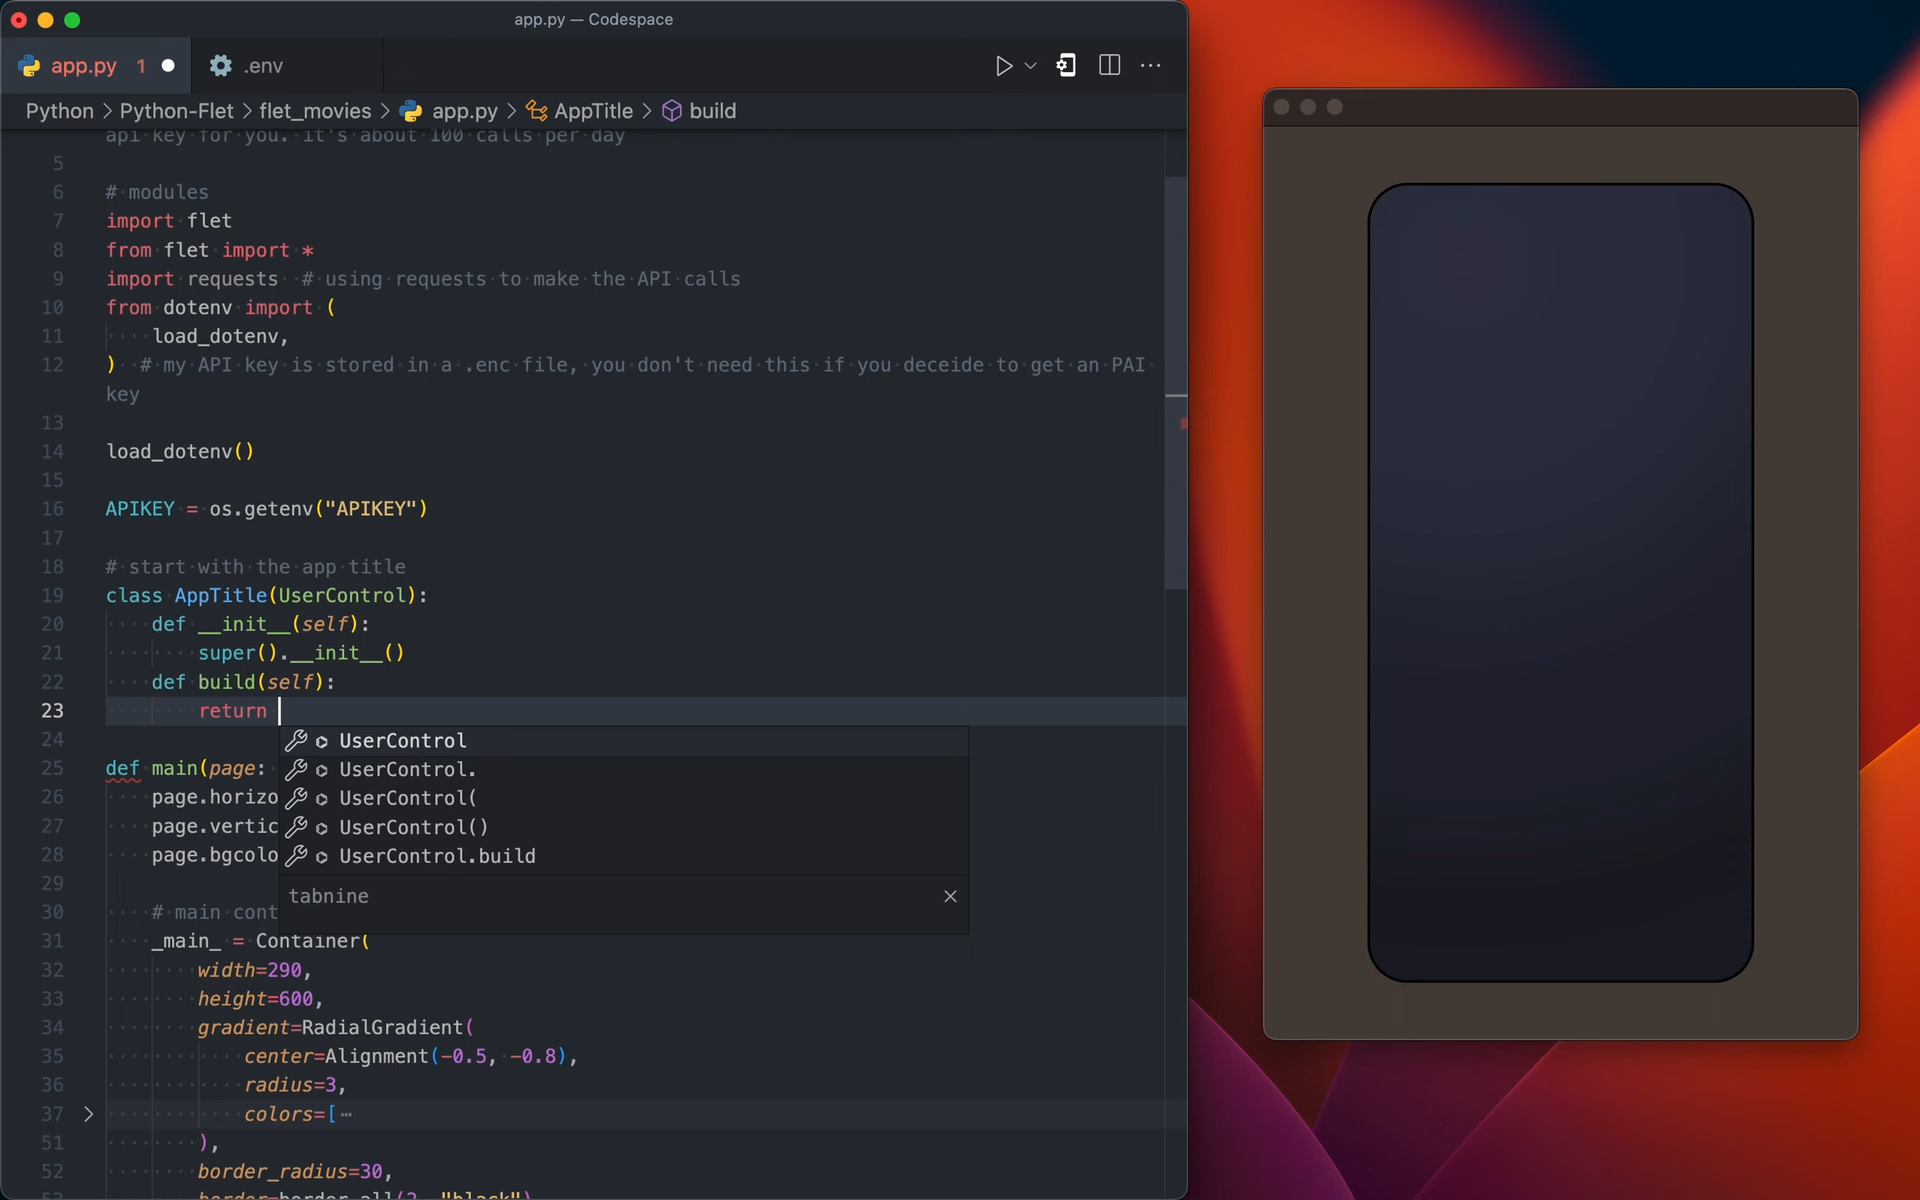 app.py — Codespace
app.py 1 .env
Python > Python-Flet > flet_movies > app.py > AppTitle > build
api key for you. it's about 100 calls per day
5
6 # modules
7 import flet
8 from flet import *
9 import requests # using requests to make the API calls
10 from dotenv import (
11 load_dotenv,
12 ) # my API key is stored in a .enc file, you don't need this if you deceide to get an PAI
key
13
14 load_dotenv()
15
16 APIKEY = os.getenv("APIKEY")
17
18 # start with the app title
19 class AppTitle(UserControl):
20 def __init__(self):
21 super().__init__()
22 def build(self):
23 return
UserControl
24
25 def main(page:
UserControl.
26 page.horizo
UserControl(
27 page.vertic
UserControl()
28 page.bgcolo
UserControl.build
29
tabnine
30 # main cont
31 _main_ = Container(
32 width=290,
33 height=600,
34 gradient=RadialGradient(
35 center=Alignment(-0.5, -0.8),
36 radius=3,
37 colors=[ ⋯
51 ),
52 border_radius=30,
53 border=border.all(2, "black")